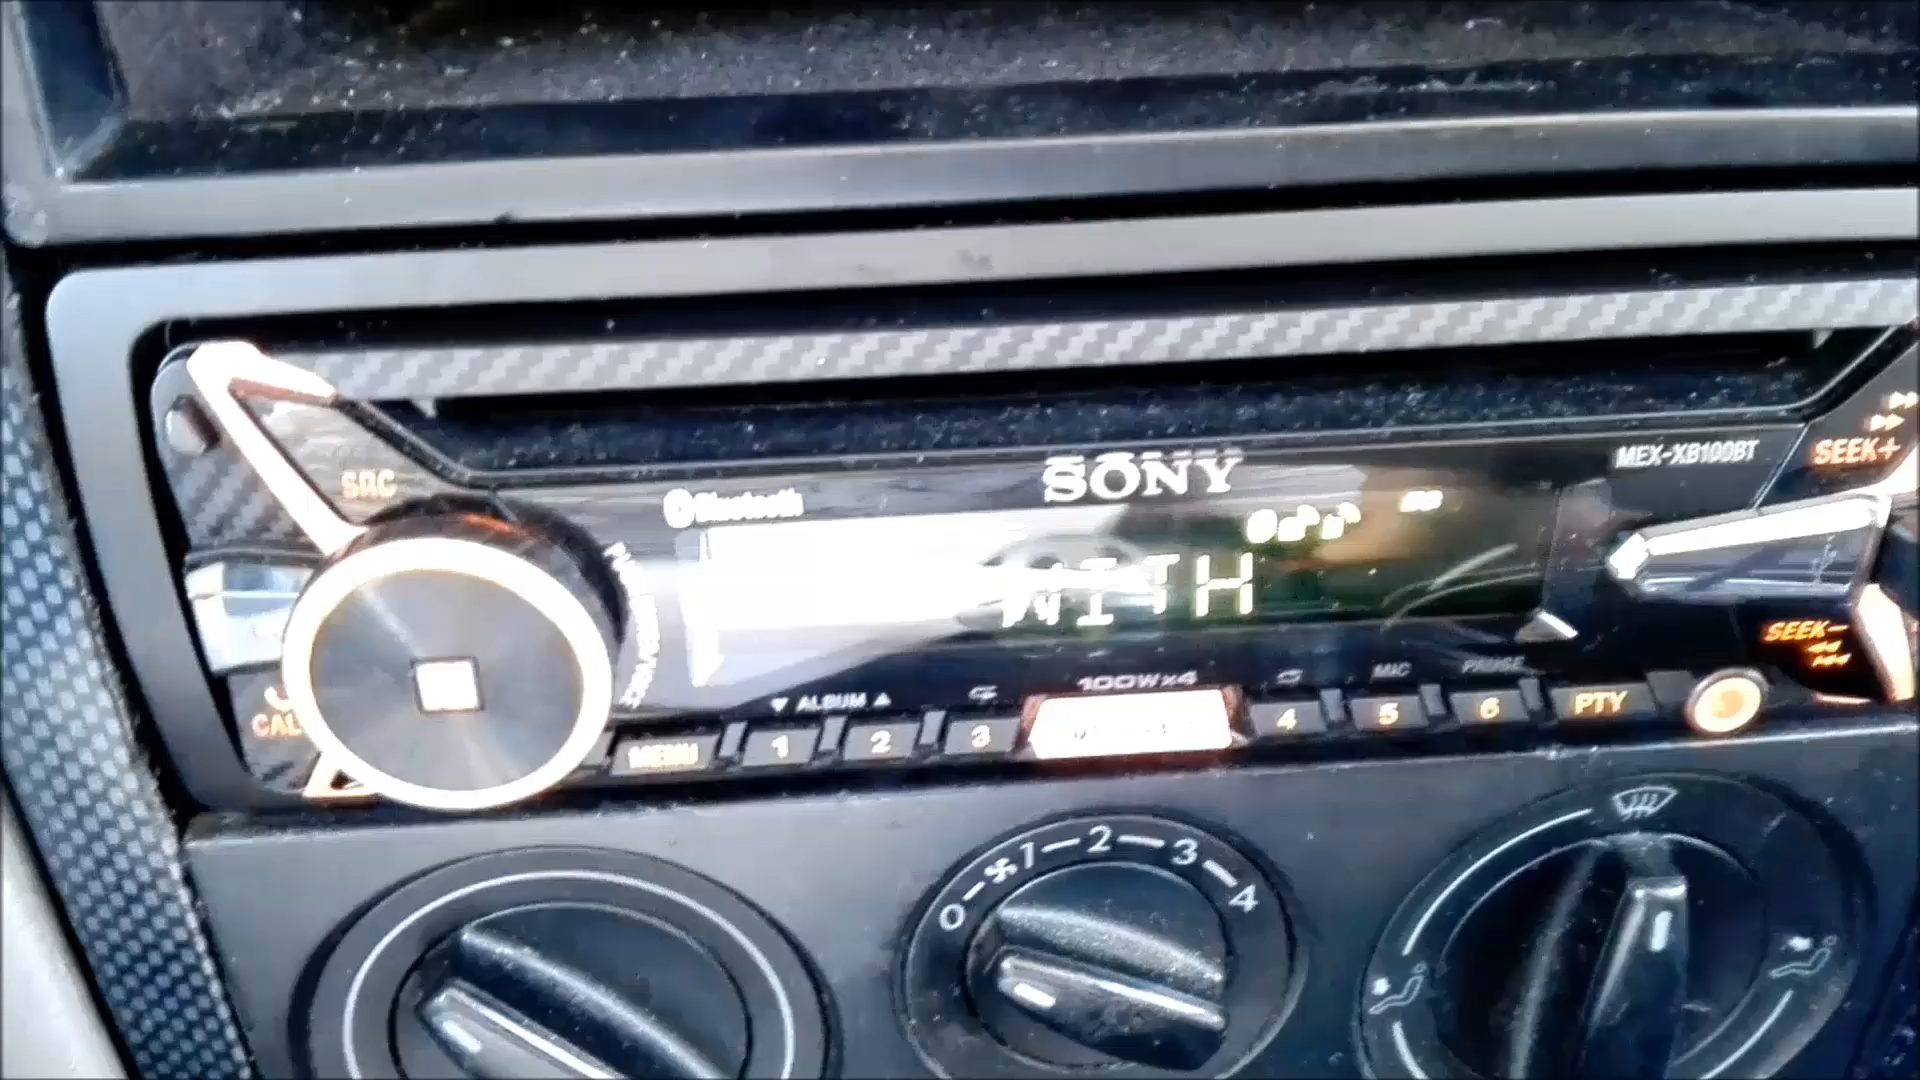 SONY
MEX-XB100BT
SEEK+
SRC
Bluetooth
WITH
SEEK-
CALL
▼ ALBUM ▲
100W×4
MIC
PAUSE
MENU
1
2
3
4
5
6
PTY
0
1
2
3
4